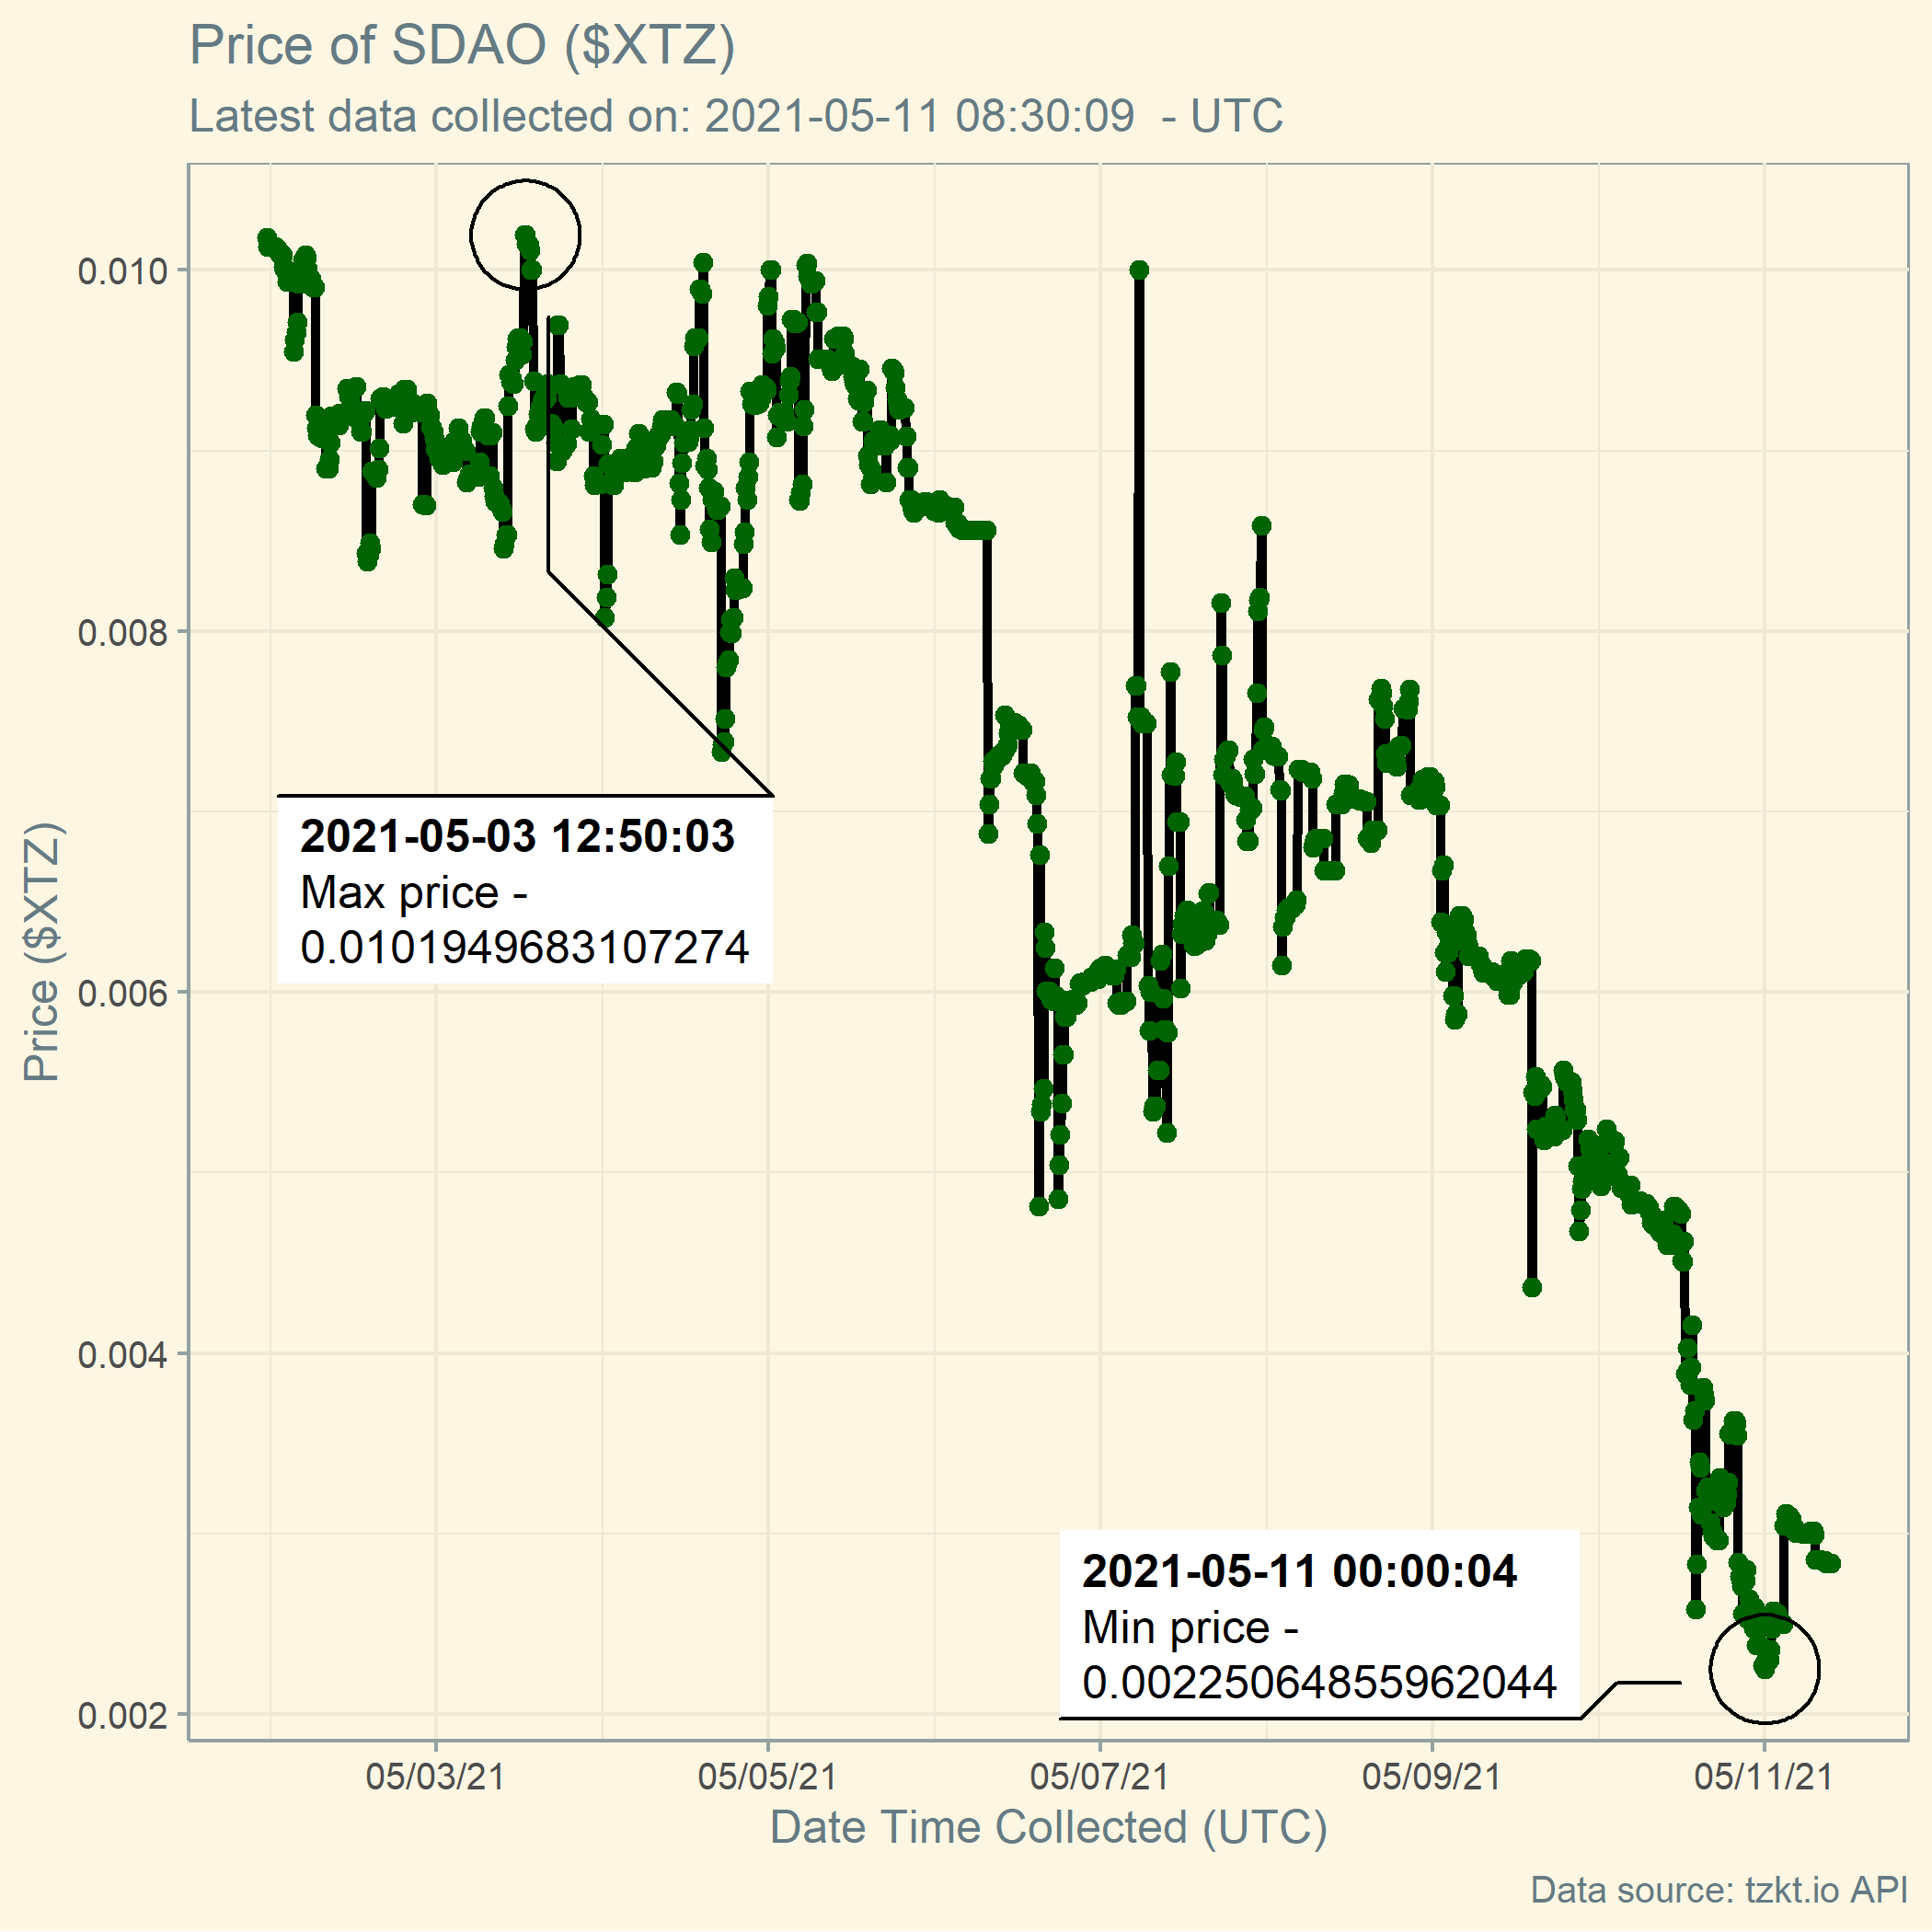 Price of SDAO ($XTZ)
Latest data collected on: 2021-05-11 08:30:09  - UTC
Price ($XTZ)
0.010
0.008
0.006
0.004
0.002
2021-05-03 12:50:03
Max price -
0.0101949683107274
2021-05-11 00:00:04
Min price -
0.00225064855962044
05/03/21
05/05/21
05/07/21
05/09/21
05/11/21
Date Time Collected (UTC)
Data source: tzkt.io API